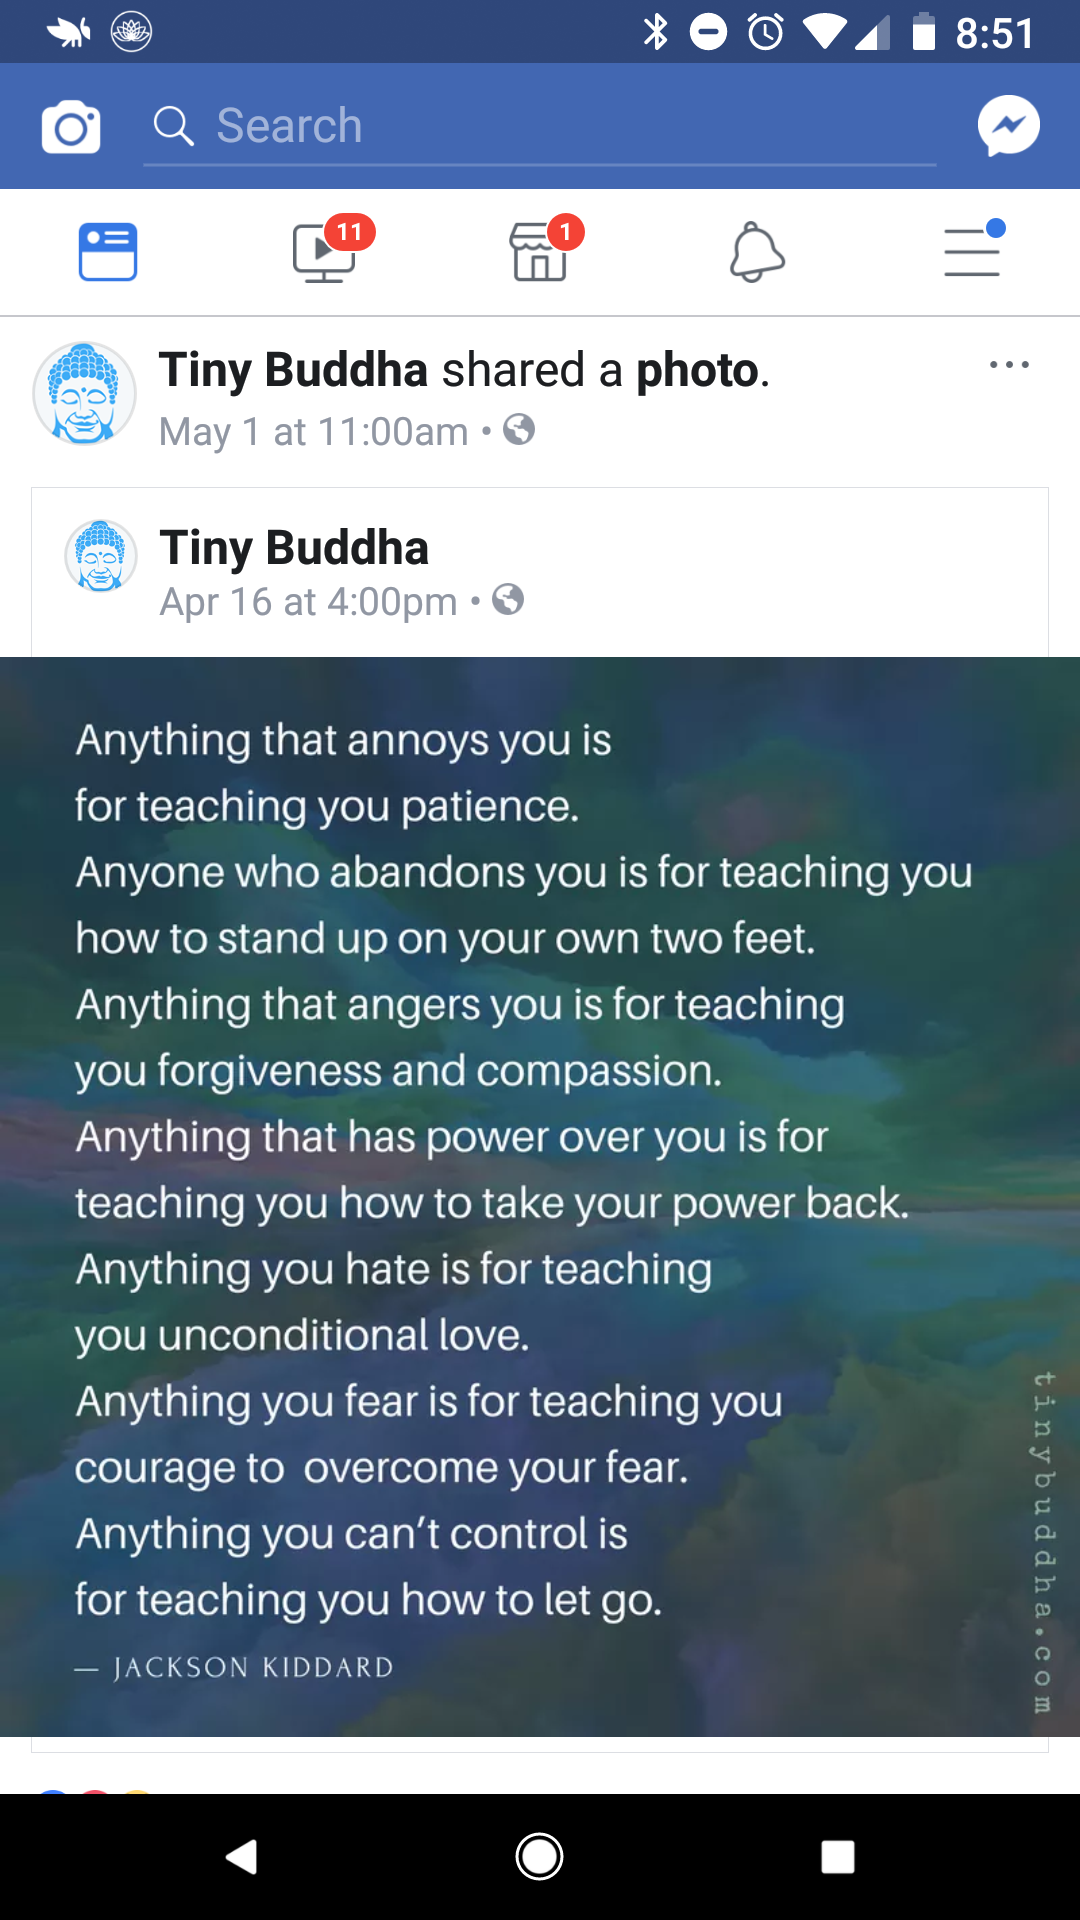 8:51
Search
11
1
Tiny Buddha shared a photo.
May 1 at 11:00am •
Tiny Buddha
Apr 16 at 4:00pm •
Anything that annoys you is
for teaching you patience.
Anyone who abandons you is for teaching you
how to stand up on your own two feet.
Anything that angers you is for teaching
you forgiveness and compassion.
Anything that has power over you is for
teaching you how to take your power back.
Anything you hate is for teaching
you unconditional love.
Anything you fear is for teaching you
courage to overcome your fear.
Anything you can’t control is
for teaching you how to let go.
— JACKSON KIDDARD
tinybuddha.com